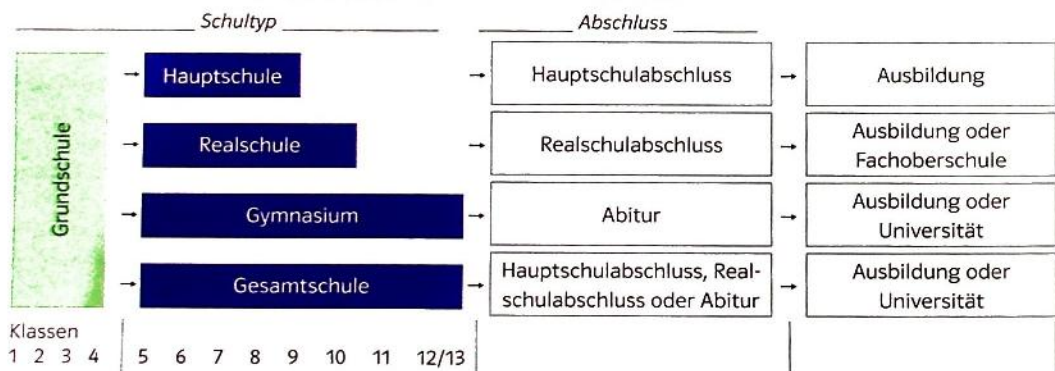 Schultyp
Abschluss
Grundschule
Hauptschule
Hauptschulabschluss
Ausbildung
Realschule
Realschulabschluss
Ausbildung oder
Fachoberschule
Gymnasium
Abitur
Ausbildung oder
Universität
Gesamtschule
Hauptschulabschluss, Real-
schulabschluss oder Abitur
Ausbildung oder
Universität
Klassen
1 2 3 4 5 6 7 8 9 10 11 12/13